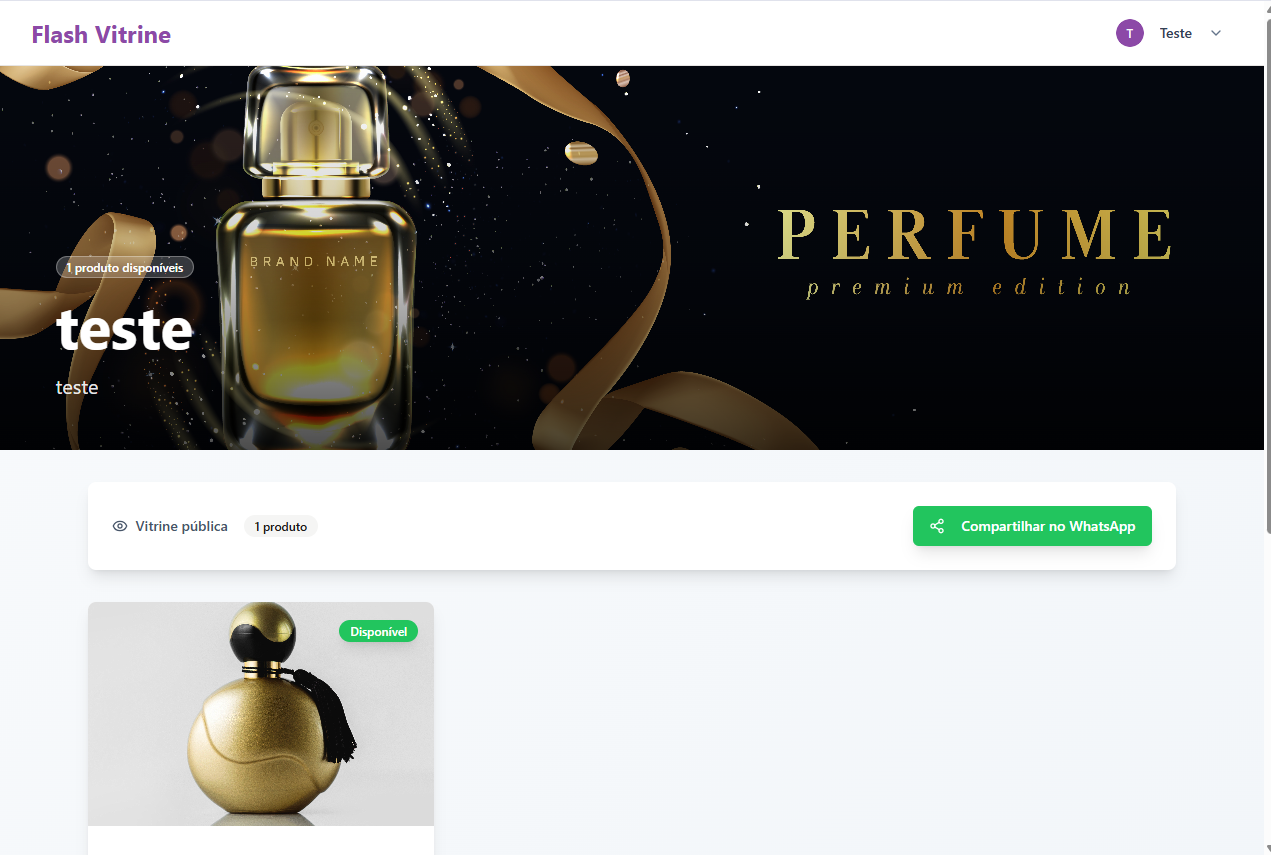 Flash Vitrine
T
Teste
BRAND NAME
PERFUME
premium edition
1 produto disponíveis
teste
teste
Vitrine pública
1 produto
Compartilhar no WhatsApp
Disponível